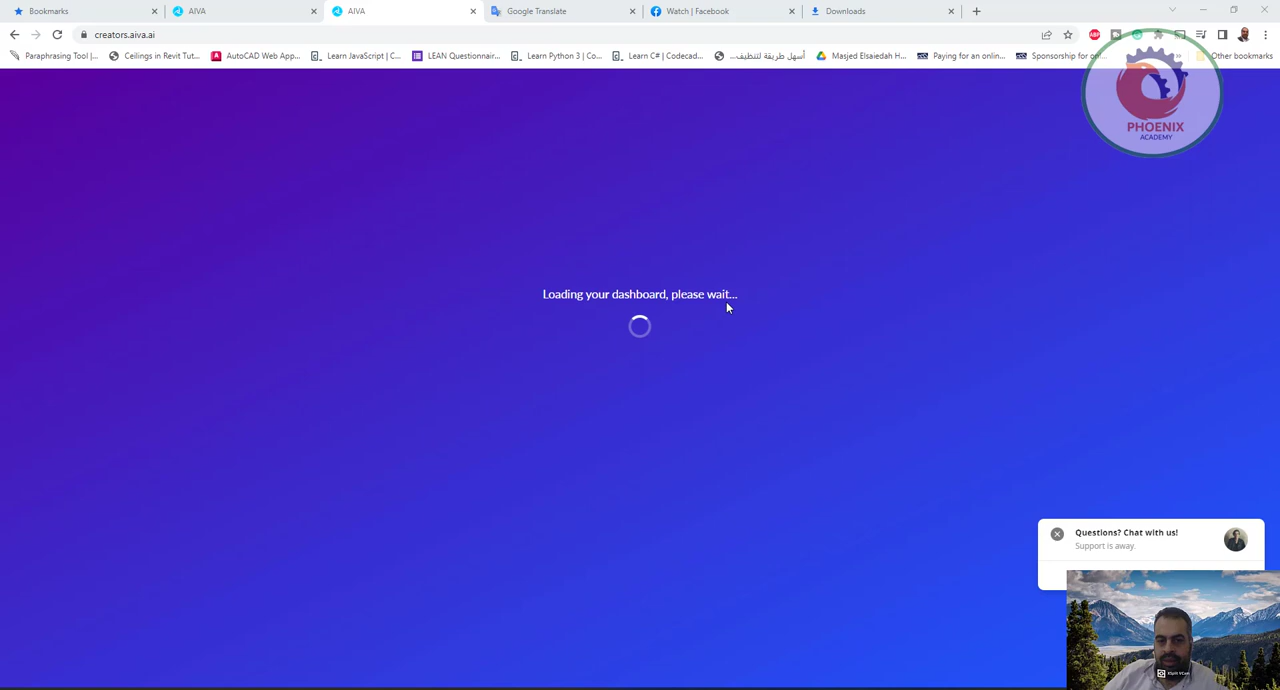 Bookmarks
AIVA
AIVA
Google Translate
Watch | Facebook
Downloads
creators.aiva.ai
Paraphrasing Tool |...
Ceilings in Revit Tut...
AutoCAD Web App...
Learn JavaScript | C...
LEAN Questionnair...
Learn Python 3 | Co...
Learn C# | Codecad...
أسهل طريقة لتنظيف...
Masjed Elsaiedah H...
Paying for an onlin...
Sponsorship for onl...
»
Other bookmarks
PHOENIX
ACADEMY
Loading your dashboard, please wait...
Questions? Chat with us!
Support is away.
XSplit VCam